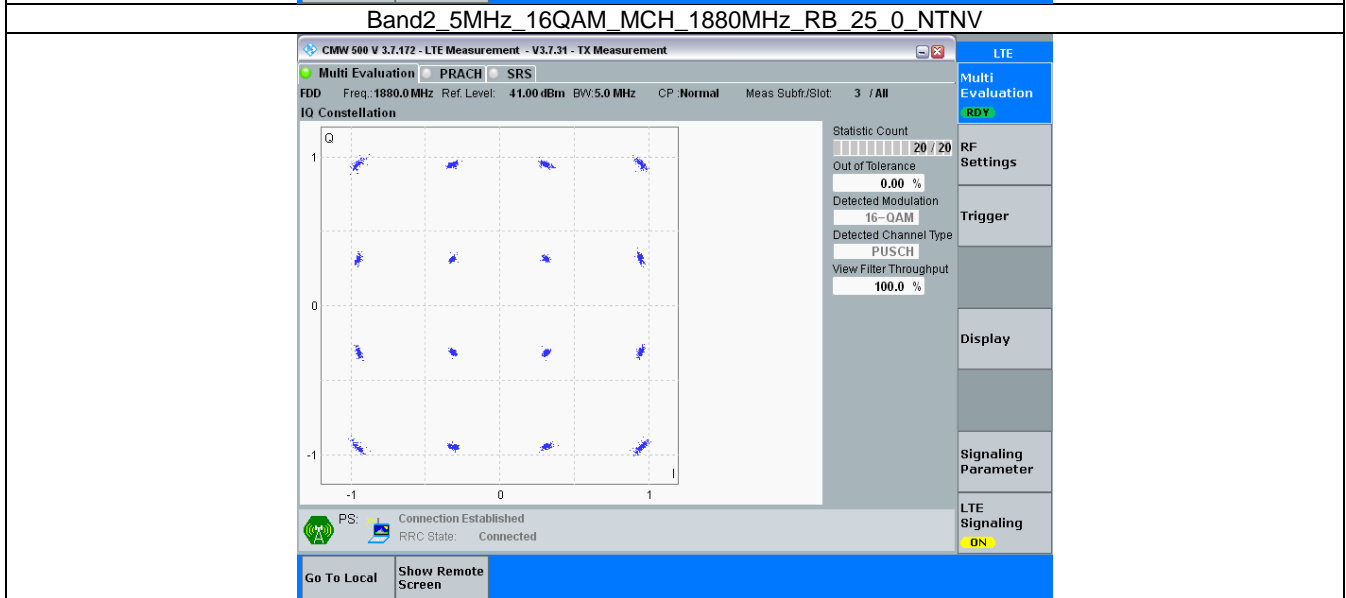 Band2_5MHz_16QAM_MCH_1880MHz_RB_25_0_NTNV
CMW 500 V 3.7.172 - LTE Measurement - V3.7.31 - TX Measurement
LTE
Multi Evaluation PRACH SRS
Multi Evaluation
RDY
FDD Freq.:1880.0 MHz Ref. Level: 41.00 dBm BW:5.0 MHz CP :Normal Meas Subfr./Slot: 3 / All
IQ Constellation
Q
1
0
-1
-1
0
1
I
Statistic Count
20 / 20
Out of Tolerance
0.00 %
Detected Modulation
16-QAM
Detected Channel Type
PUSCH
View Filter Throughput
100.0 %
RF
Settings
Trigger
Display
Signaling
Parameter
LTE
Signaling
ON
PS: Connection Established
RRC State: Connected
Go To Local
Show Remote
Screen